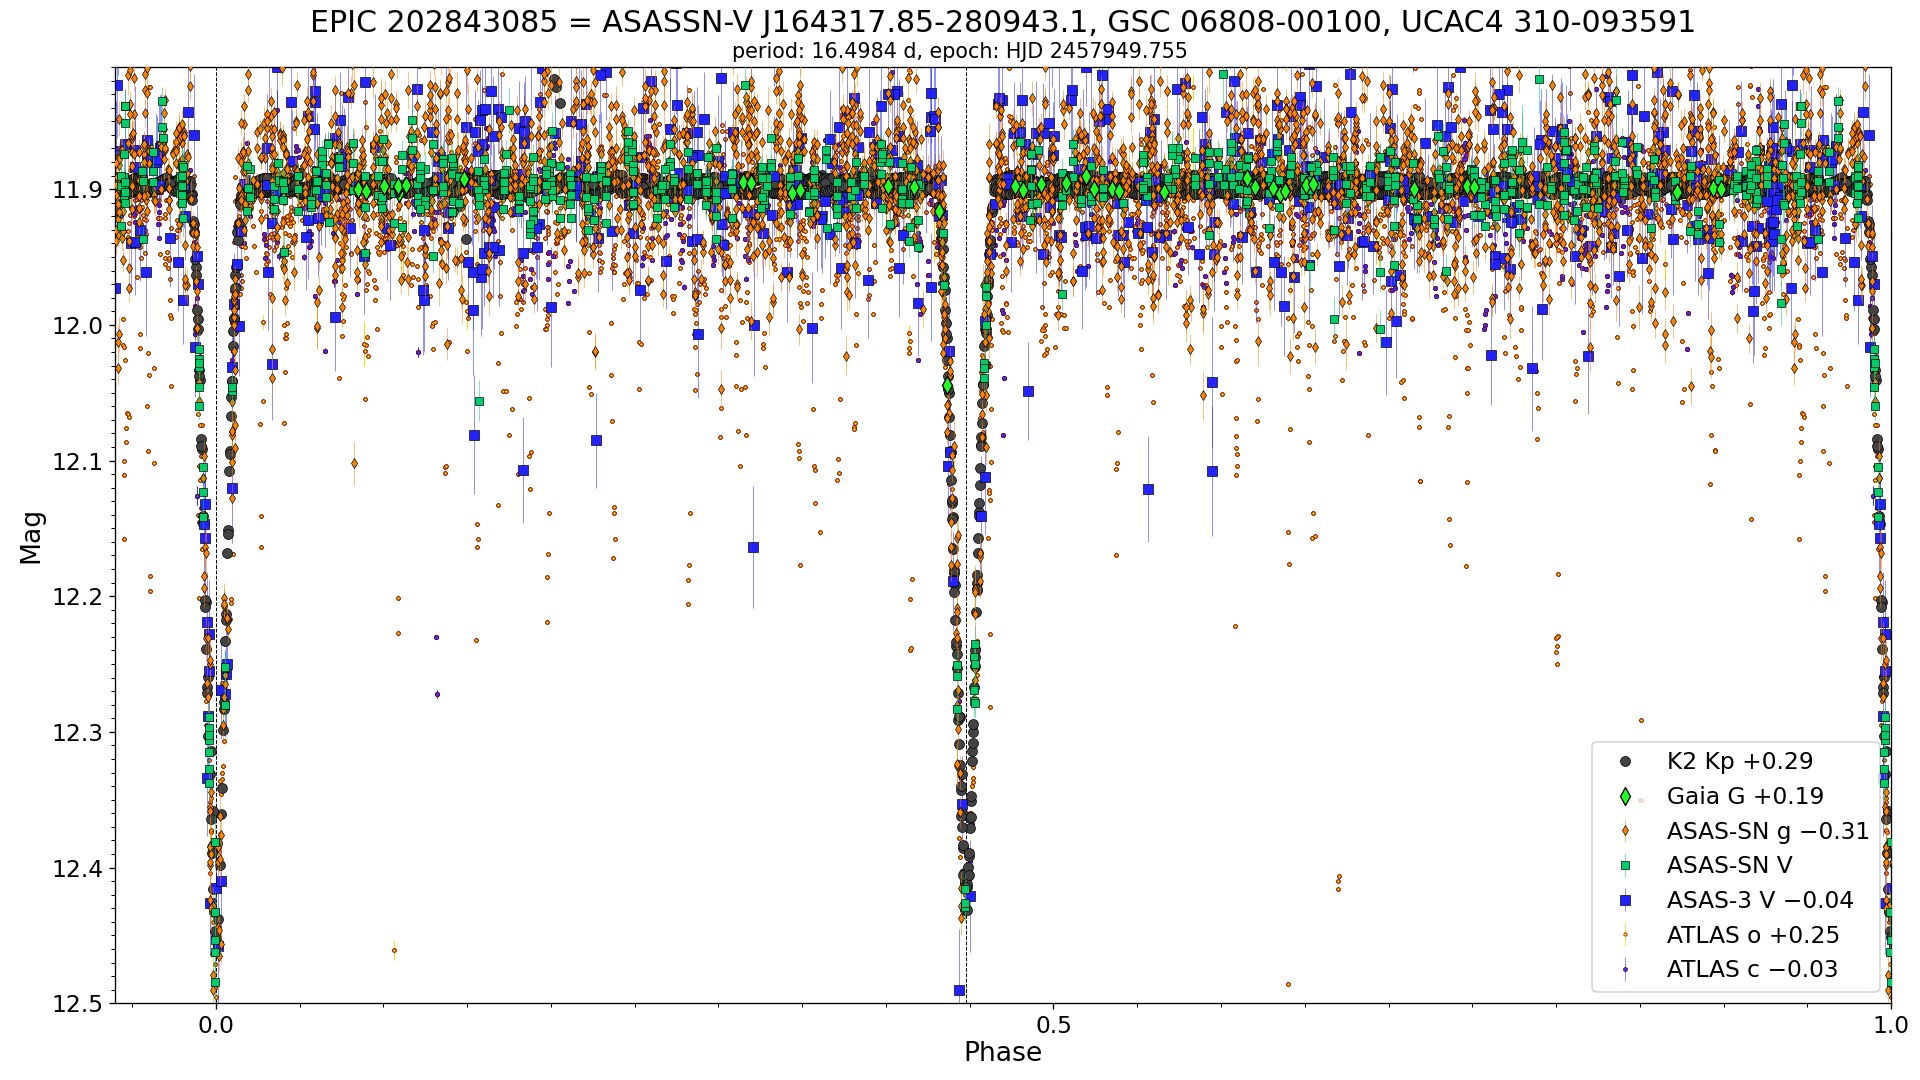 EPIC 202843085 = ASASSN-V J164317.85-280943.1, GSC 06808-00100, UCAC4 310-093591
period: 16.4984 d, epoch: HJD 2457949.755
Mag
11.9
12.0
12.1
12.2
12.3
12.4
12.5
K2 Kp +0.29
Gaia G +0.19
ASAS-SN g −0.31
ASAS-SN V
ASAS-3 V −0.04
ATLAS o +0.25
ATLAS c −0.03
0.0
0.5
1.0
Phase